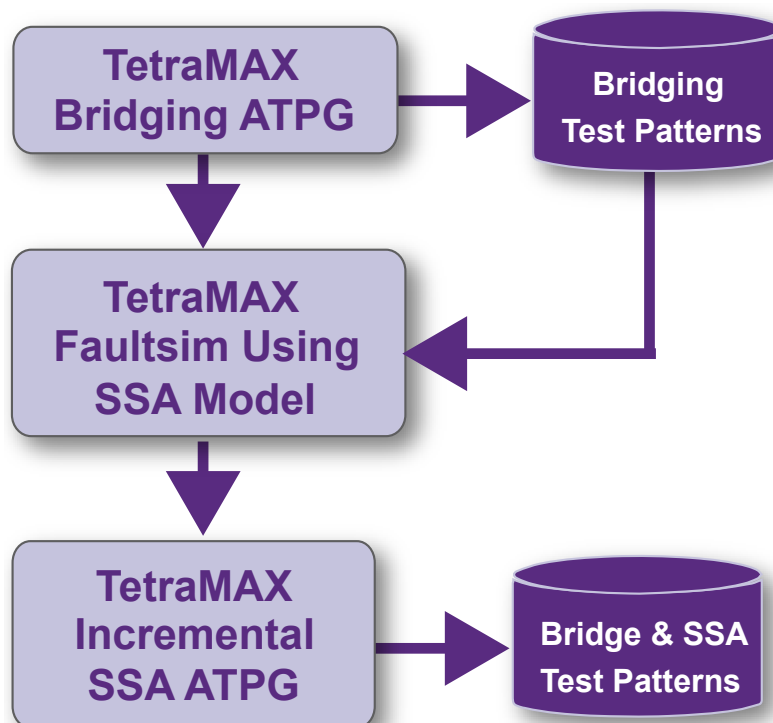 TetraMAX
Bridging ATPG
Bridging
Test Patterns
TetraMAX
Faultsim Using
SSA Model
TetraMAX
Incremental
SSA ATPG
Bridge & SSA
Test Patterns